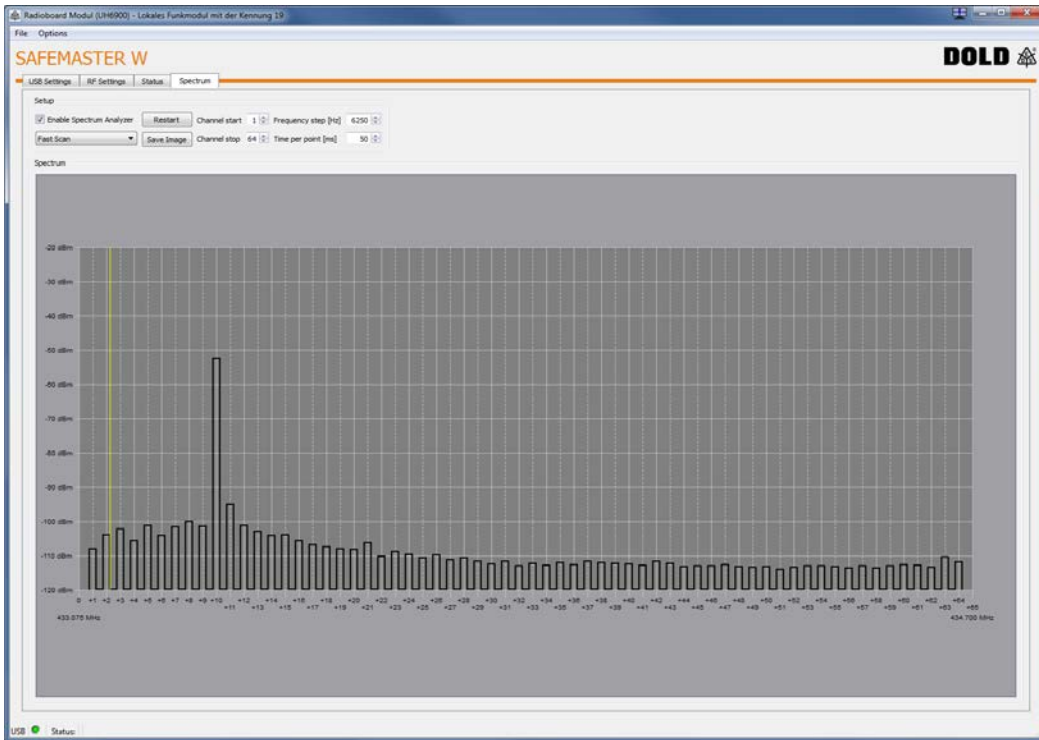 Radioboard Modul (UH6900) - Lokales Funkmodul mit der Kennung 19
File Options
SAFEMASTER W
DOLD
USB Settings RF Settings Status Spectrum
Setup
Enable Spectrum Analyzer Restart Channel start 1 Frequency step [Hz] 6250
Fast Scan Save Image Channel stop 64 Time per point [ms] 50
Spectrum
-20 dBm
-30 dBm
-40 dBm
-50 dBm
-60 dBm
-70 dBm
-80 dBm
-90 dBm
-100 dBm
-110 dBm
-120 dBm
0 +1 +2 +3 +4 +5 +6 +7 +8 +9 +10 +12 +14 +16 +18 +20 +22 +24 +26 +28 +30 +32 +34 +36 +38 +40 +42 +44 +46 +48 +50 +52 +54 +56 +58 +60 +62 +64
+11 +13 +15 +17 +19 +21 +23 +25 +27 +29 +31 +33 +35 +37 +39 +41 +43 +45 +47 +49 +51 +53 +55 +57 +59 +61 +63 +65
433.075 MHz 434.700 MHz
USB Status: